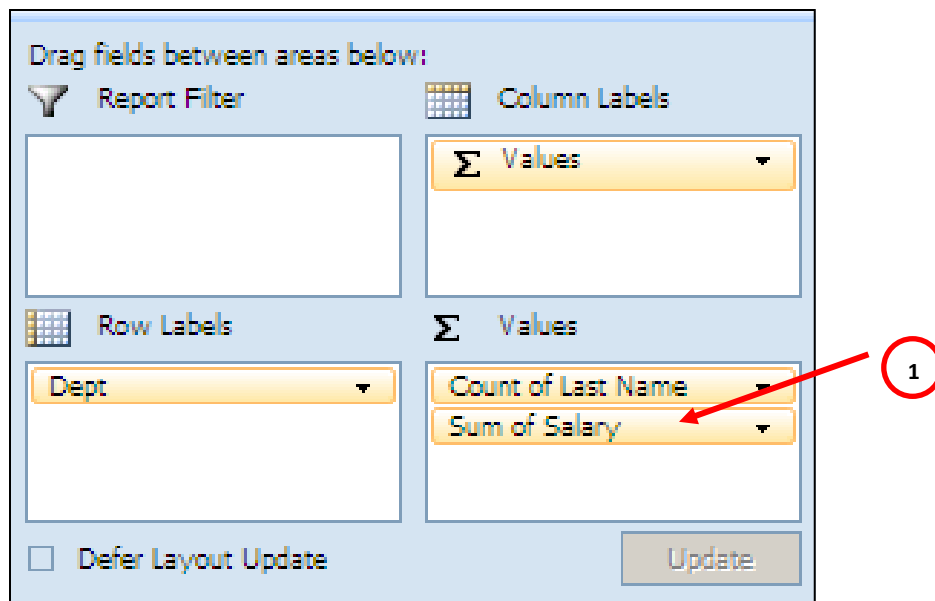 Drag fields between areas below:
Report Filter
Column Labels
Σ Values
Row Labels
Σ Values
Dept
Count of Last Name
Sum of Salary
1
Defer Layout Update
Update